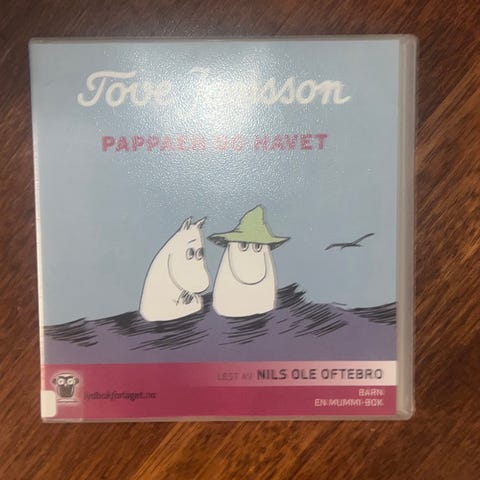 Tove Jansson
PAPPAEN OG HAVET
LEST AV NILS OLE OFTEBRO
lydbokforlaget.no
BARN
EN MUMMI-BOK